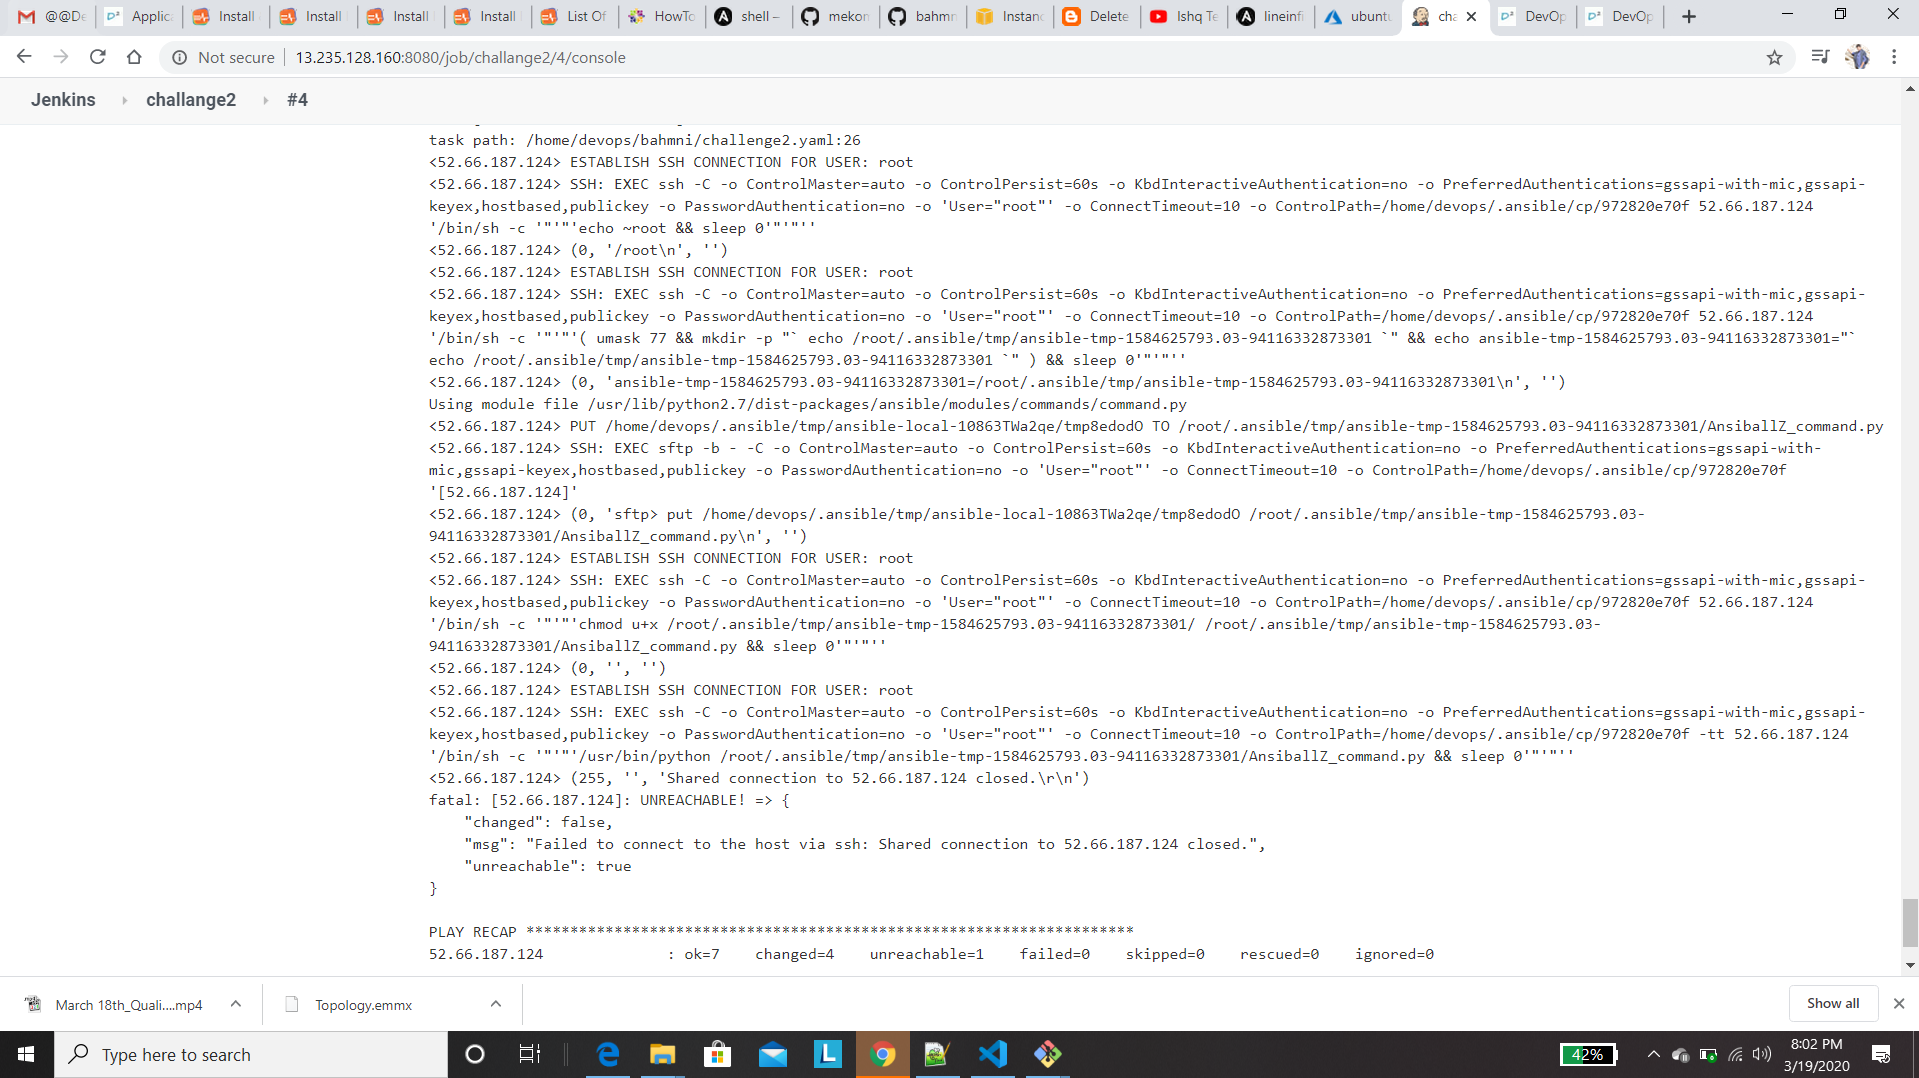 @@De
Applica
Install
Install
Install
Install
List Of
HowTo
shell –
mekon
bahmn
Instanc
Delete
Ishq Te
lineinfi
ubuntu
cha
DevOp
DevOp
Not secure
13.235.128.160:8080/job/challange2/4/console
Jenkins challange2 #4
task path: /home/devops/bahmni/challenge2.yaml:26
<52.66.187.124> ESTABLISH SSH CONNECTION FOR USER: root
<52.66.187.124> SSH: EXEC ssh -C -o ControlMaster=auto -o ControlPersist=60s -o KbdInteractiveAuthentication=no -o PreferredAuthentications=gssapi-with-mic,gssapi-
keyex,hostbased,publickey -o PasswordAuthentication=no -o 'User="root"' -o ConnectTimeout=10 -o ControlPath=/home/devops/.ansible/cp/972820e70f 52.66.187.124
'/bin/sh -c '"'"'echo ~root && sleep 0'"'"''
<52.66.187.124> (0, '/root\n', '')
<52.66.187.124> ESTABLISH SSH CONNECTION FOR USER: root
<52.66.187.124> SSH: EXEC ssh -C -o ControlMaster=auto -o ControlPersist=60s -o KbdInteractiveAuthentication=no -o PreferredAuthentications=gssapi-with-mic,gssapi-
keyex,hostbased,publickey -o PasswordAuthentication=no -o 'User="root"' -o ConnectTimeout=10 -o ControlPath=/home/devops/.ansible/cp/972820e70f 52.66.187.124
'/bin/sh -c '"'"'( umask 77 && mkdir -p "` echo /root/.ansible/tmp/ansible-tmp-1584625793.03-94116332873301 `" && echo ansible-tmp-1584625793.03-94116332873301="`
echo /root/.ansible/tmp/ansible-tmp-1584625793.03-94116332873301 `" ) && sleep 0'"'"''
<52.66.187.124> (0, 'ansible-tmp-1584625793.03-94116332873301=/root/.ansible/tmp/ansible-tmp-1584625793.03-94116332873301\n', '')
Using module file /usr/lib/python2.7/dist-packages/ansible/modules/commands/command.py
<52.66.187.124> PUT /home/devops/.ansible/tmp/ansible-local-10863TWa2qe/tmp8edodO TO /root/.ansible/tmp/ansible-tmp-1584625793.03-94116332873301/AnsiballZ_command.py
<52.66.187.124> SSH: EXEC sftp -b - -C -o ControlMaster=auto -o ControlPersist=60s -o KbdInteractiveAuthentication=no -o PreferredAuthentications=gssapi-with-
mic,gssapi-keyex,hostbased,publickey -o PasswordAuthentication=no -o 'User="root"' -o ConnectTimeout=10 -o ControlPath=/home/devops/.ansible/cp/972820e70f
'[52.66.187.124]'
<52.66.187.124> (0, 'sftp> put /home/devops/.ansible/tmp/ansible-local-10863TWa2qe/tmp8edodO /root/.ansible/tmp/ansible-tmp-1584625793.03-
94116332873301/AnsiballZ_command.py\n', '')
<52.66.187.124> ESTABLISH SSH CONNECTION FOR USER: root
<52.66.187.124> SSH: EXEC ssh -C -o ControlMaster=auto -o ControlPersist=60s -o KbdInteractiveAuthentication=no -o PreferredAuthentications=gssapi-with-mic,gssapi-
keyex,hostbased,publickey -o PasswordAuthentication=no -o 'User="root"' -o ConnectTimeout=10 -o ControlPath=/home/devops/.ansible/cp/972820e70f 52.66.187.124
'/bin/sh -c '"'"'chmod u+x /root/.ansible/tmp/ansible-tmp-1584625793.03-94116332873301/ /root/.ansible/tmp/ansible-tmp-1584625793.03-
94116332873301/AnsiballZ_command.py && sleep 0'"'"''
<52.66.187.124> (0, '', '')
<52.66.187.124> ESTABLISH SSH CONNECTION FOR USER: root
<52.66.187.124> SSH: EXEC ssh -C -o ControlMaster=auto -o ControlPersist=60s -o KbdInteractiveAuthentication=no -o PreferredAuthentications=gssapi-with-mic,gssapi-
keyex,hostbased,publickey -o PasswordAuthentication=no -o 'User="root"' -o ConnectTimeout=10 -o ControlPath=/home/devops/.ansible/cp/972820e70f -tt 52.66.187.124
'/bin/sh -c '"'"'/usr/bin/python /root/.ansible/tmp/ansible-tmp-1584625793.03-94116332873301/AnsiballZ_command.py && sleep 0'"'"''
<52.66.187.124> (255, '', 'Shared connection to 52.66.187.124 closed.\r\n')
fatal: [52.66.187.124]: UNREACHABLE! => {
"changed": false,
"msg": "Failed to connect to the host via ssh: Shared connection to 52.66.187.124 closed.",
"unreachable": true
}
PLAY RECAP *********************************************************************
52.66.187.124 : ok=7 changed=4 unreachable=1 failed=0 skipped=0 rescued=0 ignored=0
March 18th_Quali....mp4
Topology.emmx
Show all
Type here to search
42%
8:02 PM
3/19/2020